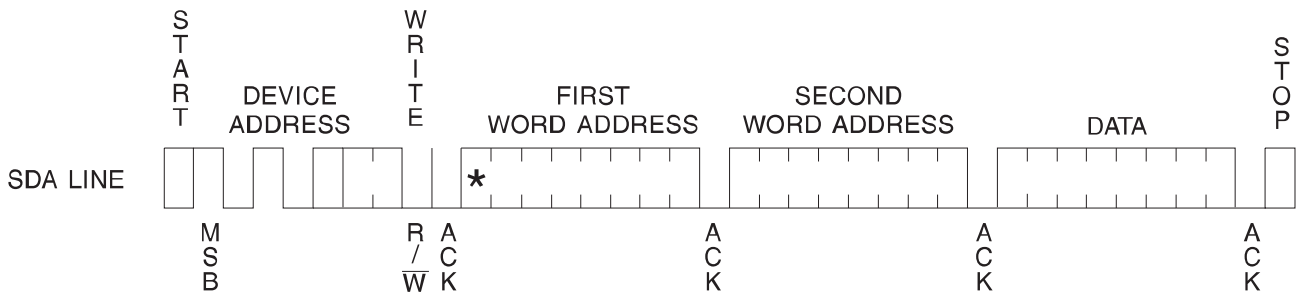 START
DEVICE
ADDRESS
WRITE
FIRST
WORD ADDRESS
SECOND
WORD ADDRESS
DATA
STOP
SDA LINE
*
MSB
R/W
ACK
ACK
ACK
ACK